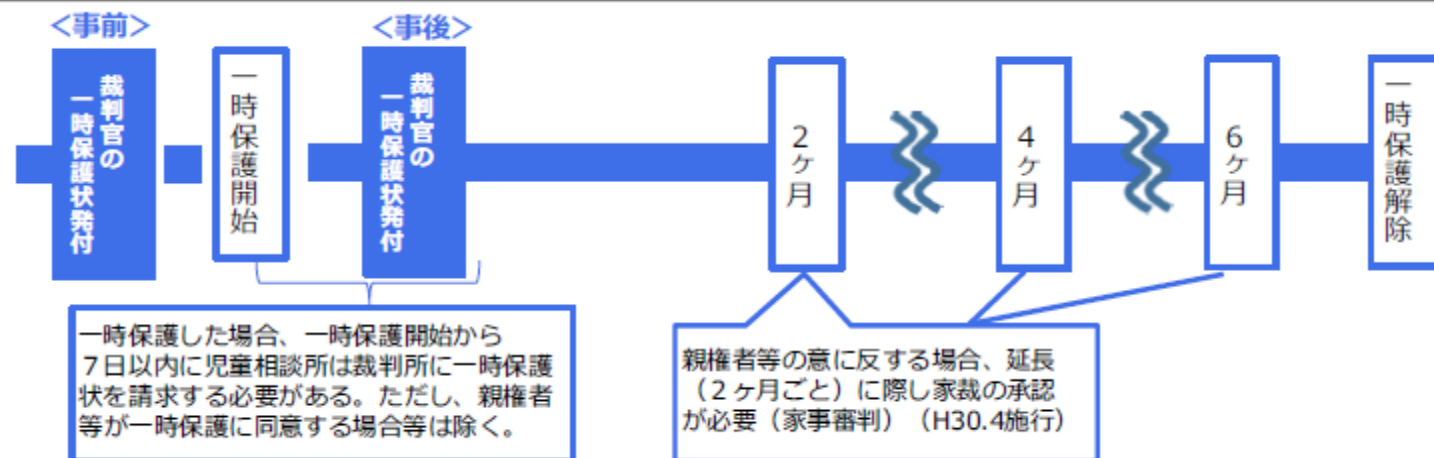 ＜事前＞
＜事後＞
裁判官の
一時保護状発付
一時保護開始
裁判官の
一時保護状発付
2ヶ月
4ヶ月
6ヶ月
一時保護解除
一時保護した場合、一時保護開始から
７日以内に児童相談所は裁判所に一時保護
状を請求する必要がある。ただし、親権者
等が一時保護に同意する場合等は除く。
親権者等の意に反する場合、延長
（２ヶ月ごと）に際し家裁の承認
が必要（家事審判）（H30.4施行）